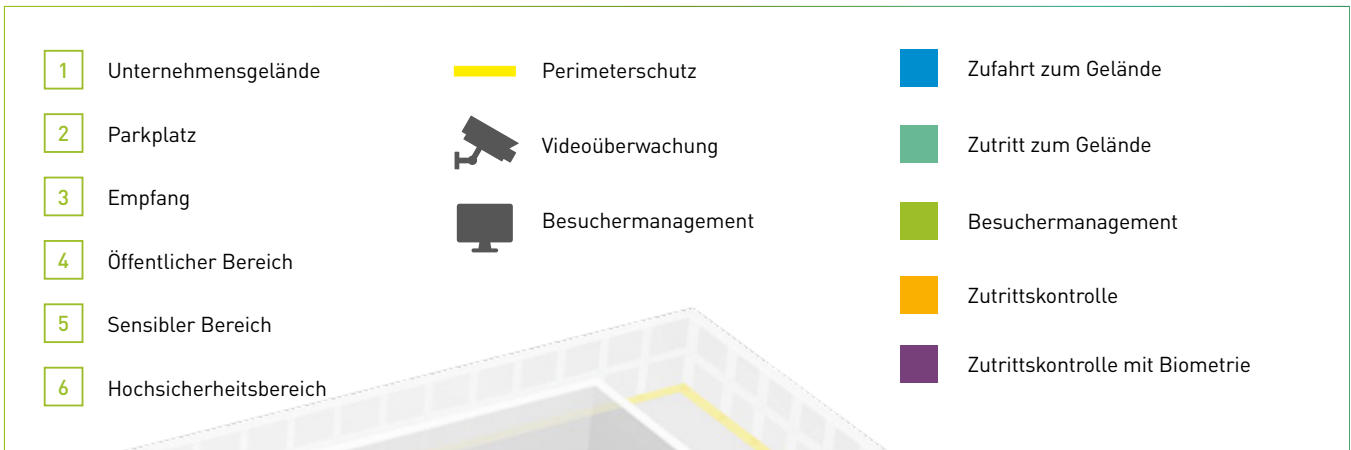 1 Unternehmensgelände
2 Parkplatz
3 Empfang
4 Öffentlicher Bereich
5 Sensibler Bereich
6 Hochsicherheitsbereich
Perimeterschutz
Videoüberwachung
Besuchermanagement
Zufahrt zum Gelände
Zutritt zum Gelände
Besuchermanagement
Zutrittskontrolle
Zutrittskontrolle mit Biometrie